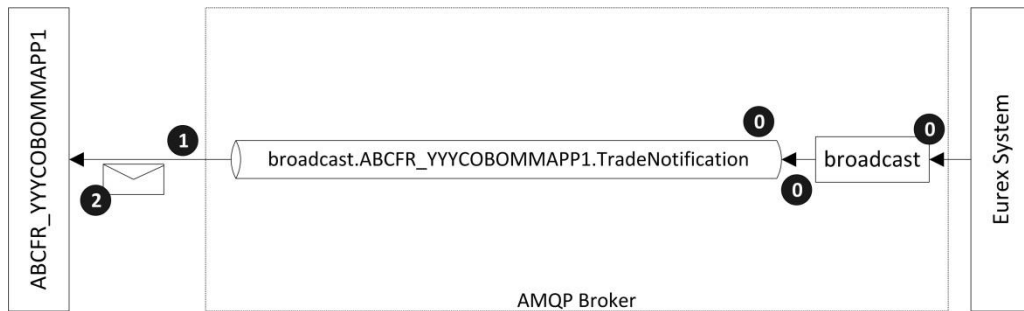 ABCFR_YYYCOBOMMAPP1
1
2
broadcast.ABCFR_YYYCOBOMMAPP1.TradeNotification
0
0
broadcast
0
Eurex System
AMQP Broker